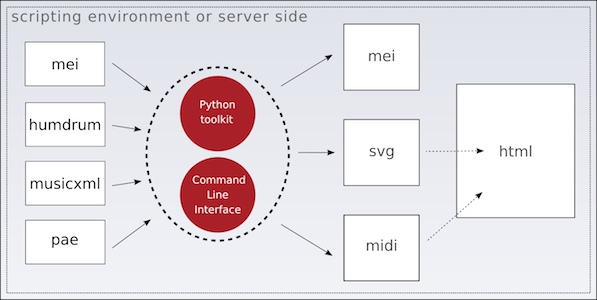 scripting environment or server side
mei
humdrum
musicxml
pae
Python
toolkit
Command
Line
Interface
mei
svg
midi
html